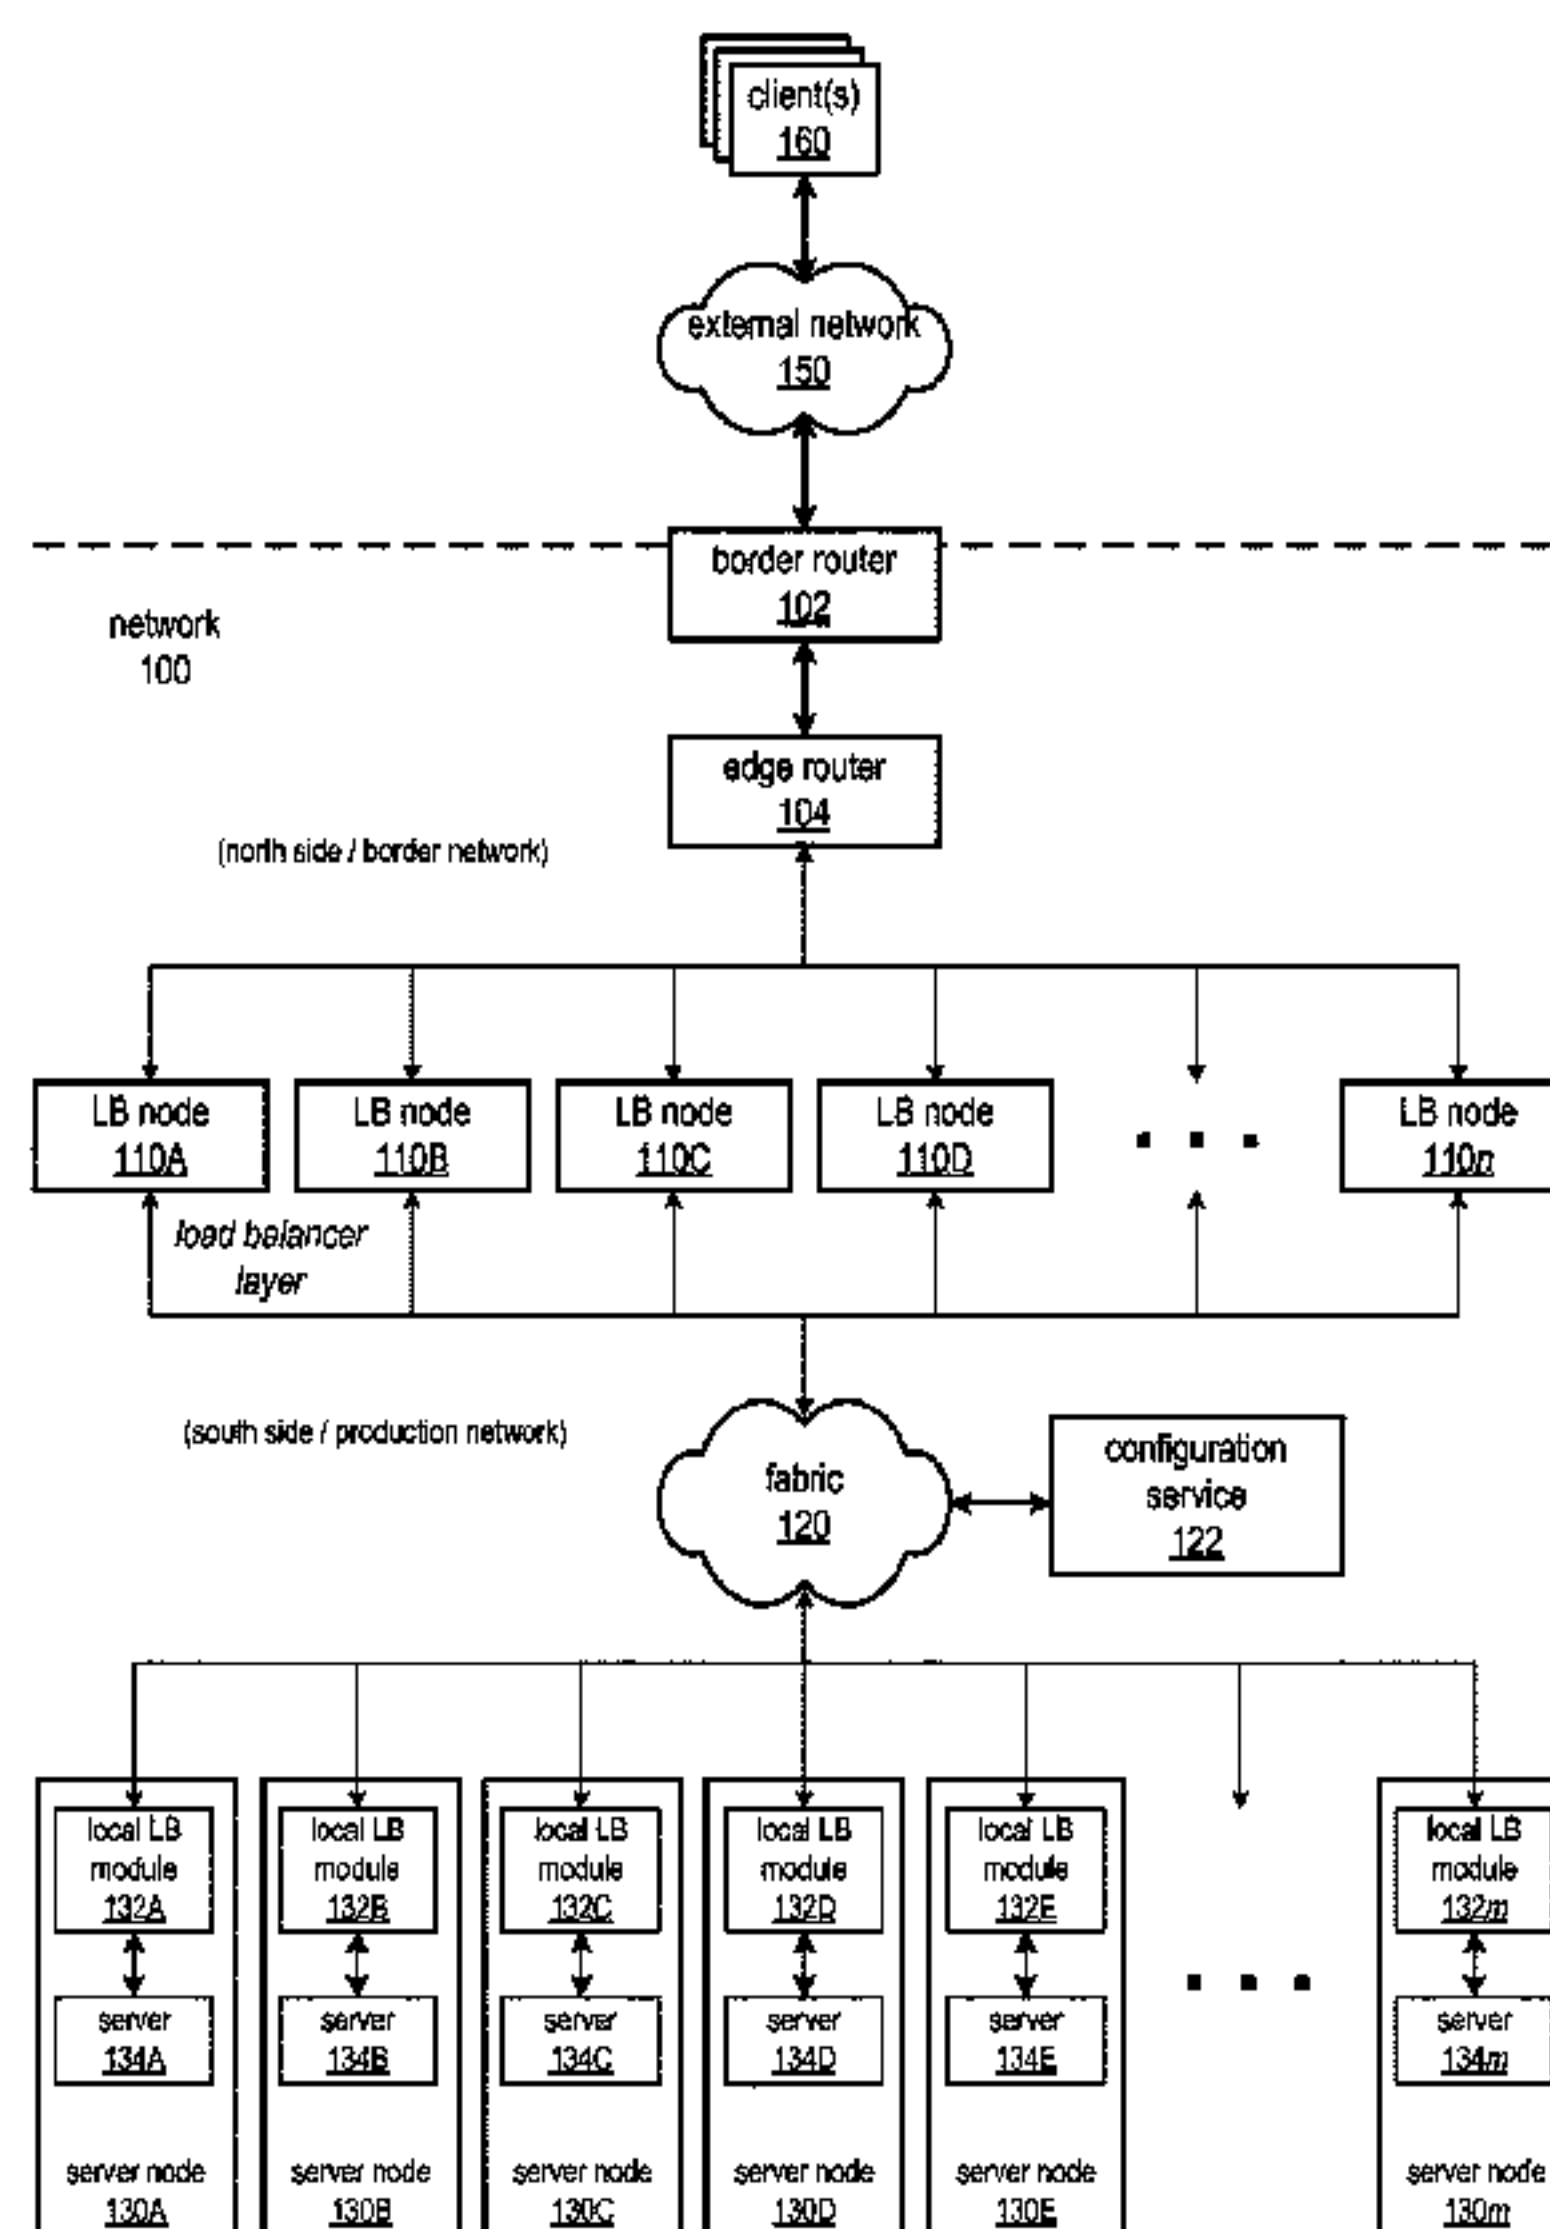 client(s)
160
external network
150
border router
102
network
100
edge router
104
(north side / border network)
LB node
110A
LB node
110B
LB node
110C
LB node
110D
LB node
110n
load balancer
layer
(south side / production network)
fabric
120
configuration
service
122
local LB
module
132A
local LB
module
132B
local LB
module
132C
local LB
module
132D
local LB
module
132E
local LB
module
132m
server
134A
server
134B
server
134C
server
134D
server
134E
server
134m
server node
130A
server node
130B
server node
130C
server node
130D
server node
130E
server node
130m